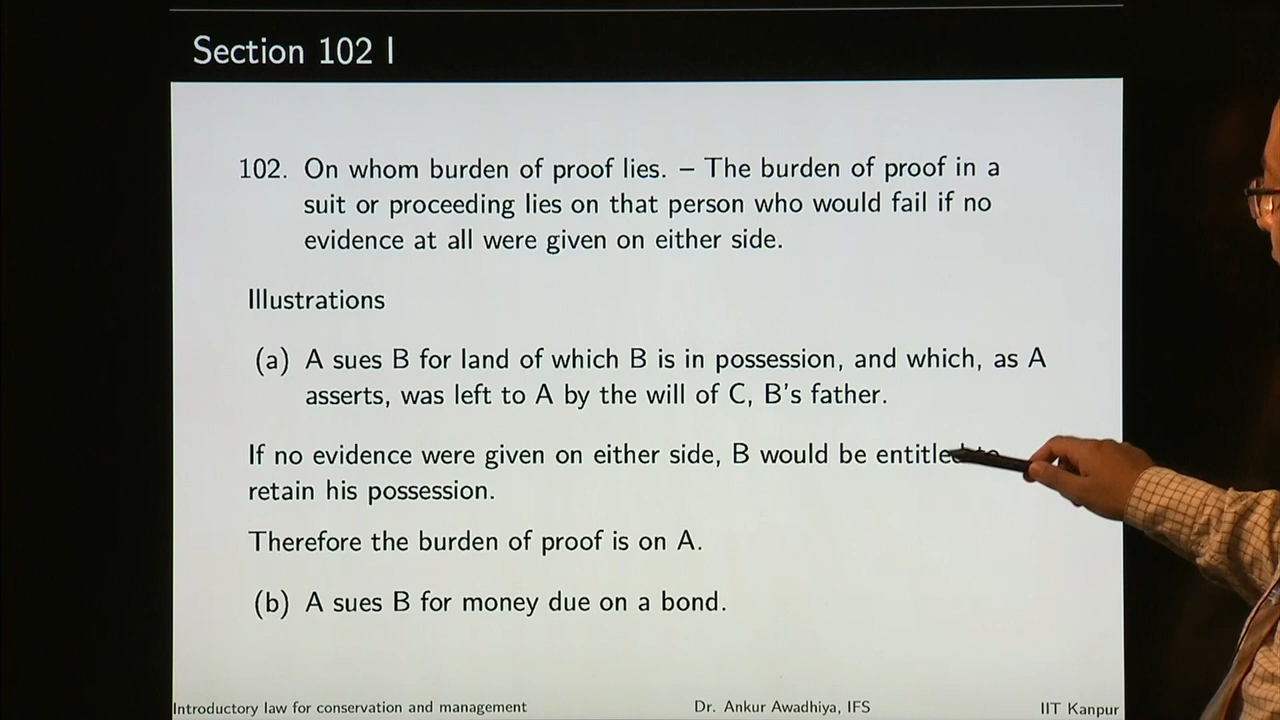 Section 102 I
102. On whom burden of proof lies. – The burden of proof in a
suit or proceeding lies on that person who would fail if no
evidence at all were given on either side.
Illustrations
(a) A sues B for land of which B is in possession, and which, as A
asserts, was left to A by the will of C, B's father.
If no evidence were given on either side, B would be entitled to
retain his possession.
Therefore the burden of proof is on A.
(b) A sues B for money due on a bond.
Introductory law for conservation and management Dr. Ankur Awadhiya, IFS IIT Kanpur